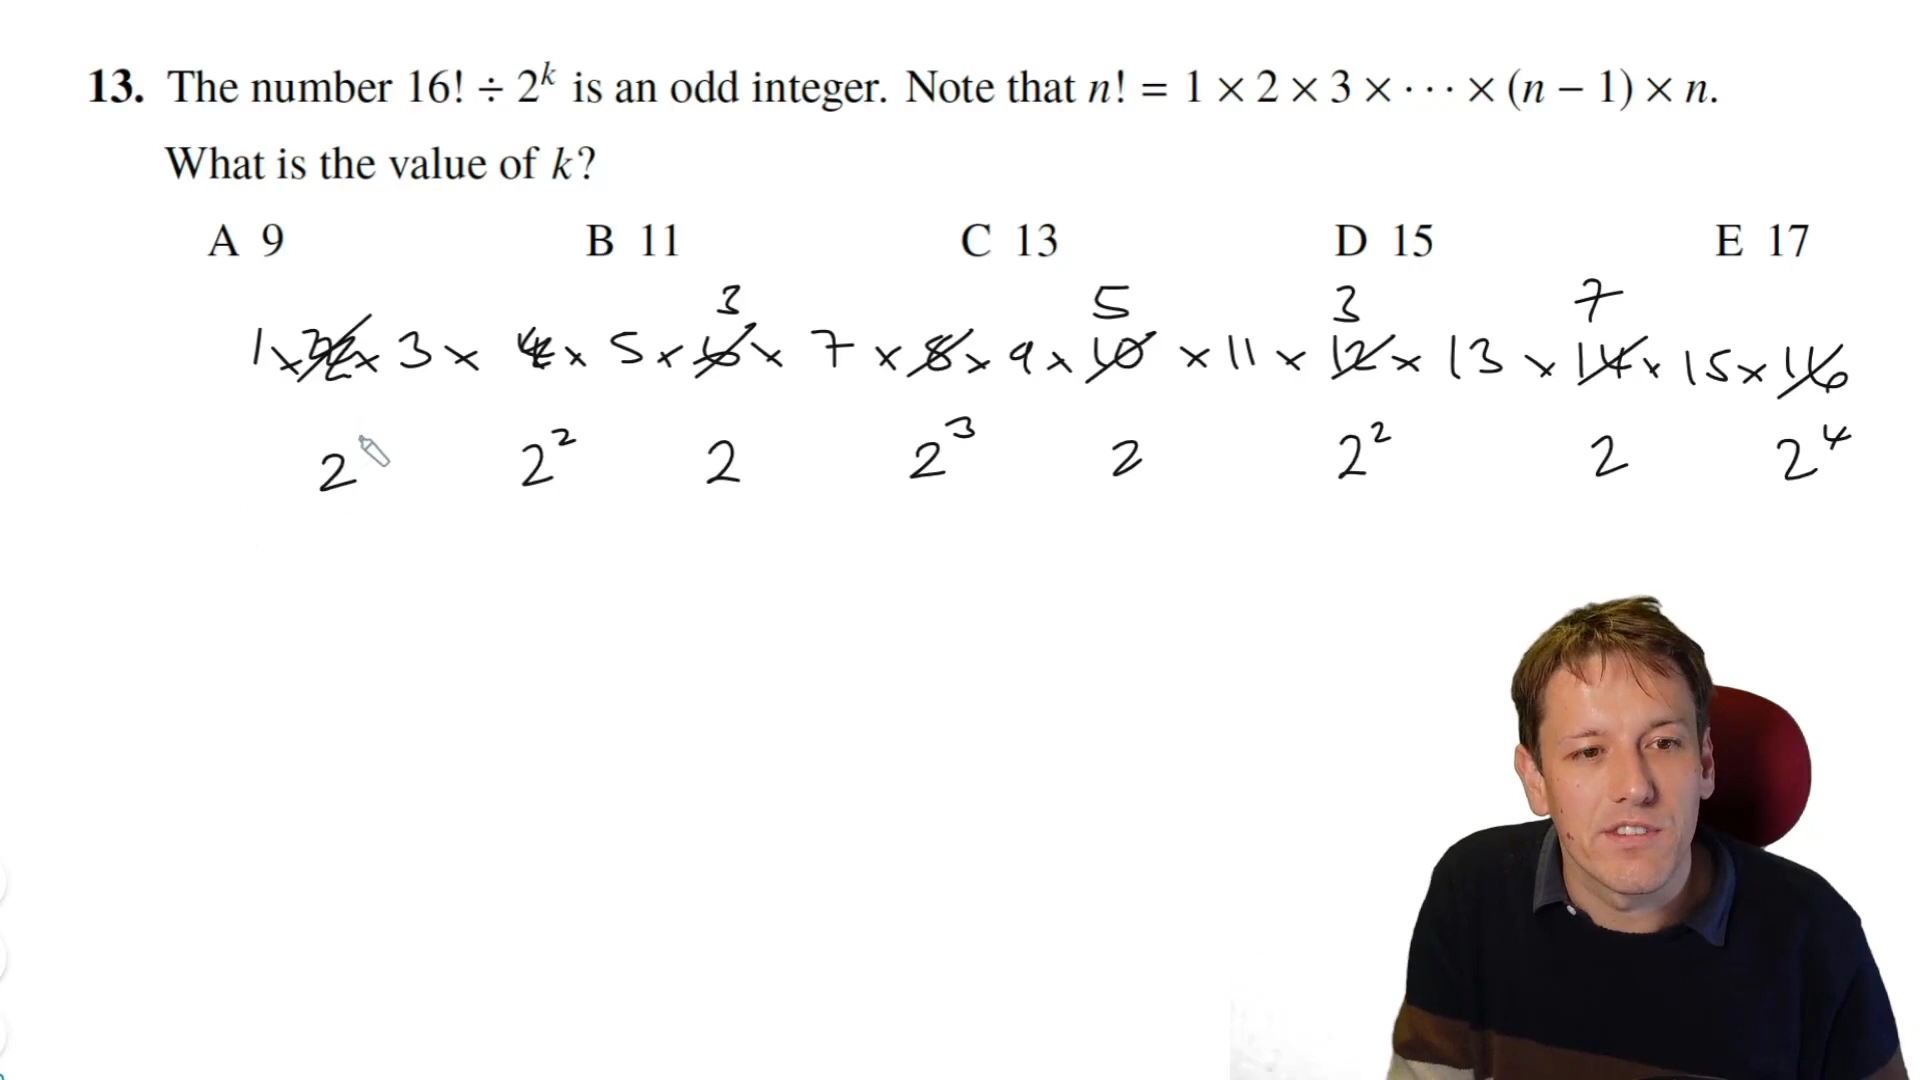 13. The number 16! ÷ 2^k is an odd integer. Note that n! = 1 × 2 × 3 × · · · × (n − 1) × n.
What is the value of k?
A 9 B 11 C 13 D 15 E 17
3 5 3 7
1 × 2 × 3 × 4 × 5 × 6 × 7 × 8 × 9 × 10 × 11 × 12 × 13 × 14 × 15 × 16
2 2^2 2 2^3 2 2^2 2 2^4